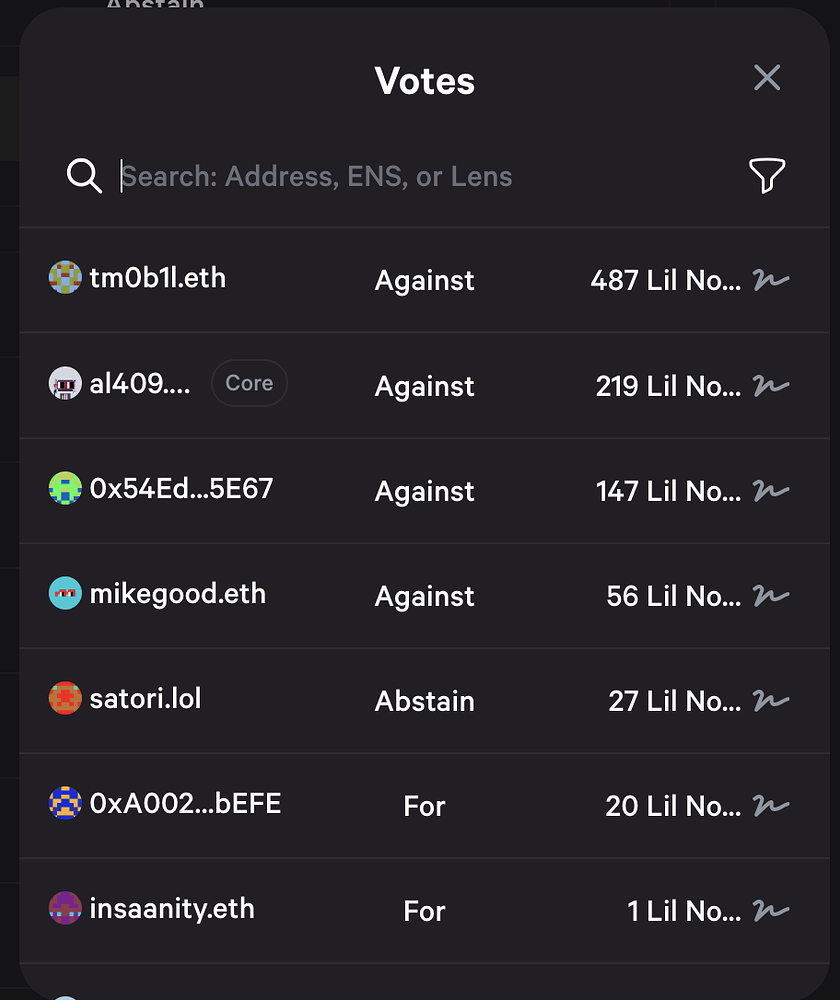 Abstain
Votes
Search: Address, ENS, or Lens
tm0b1l.eth Against 487 Lil No...
al409.... Core Against 219 Lil No...
0x54Ed...5E67 Against 147 Lil No...
mikegood.eth Against 56 Lil No...
satori.lol Abstain 27 Lil No...
0xA002...bEFE For 20 Lil No...
insaanity.eth For 1 Lil No...